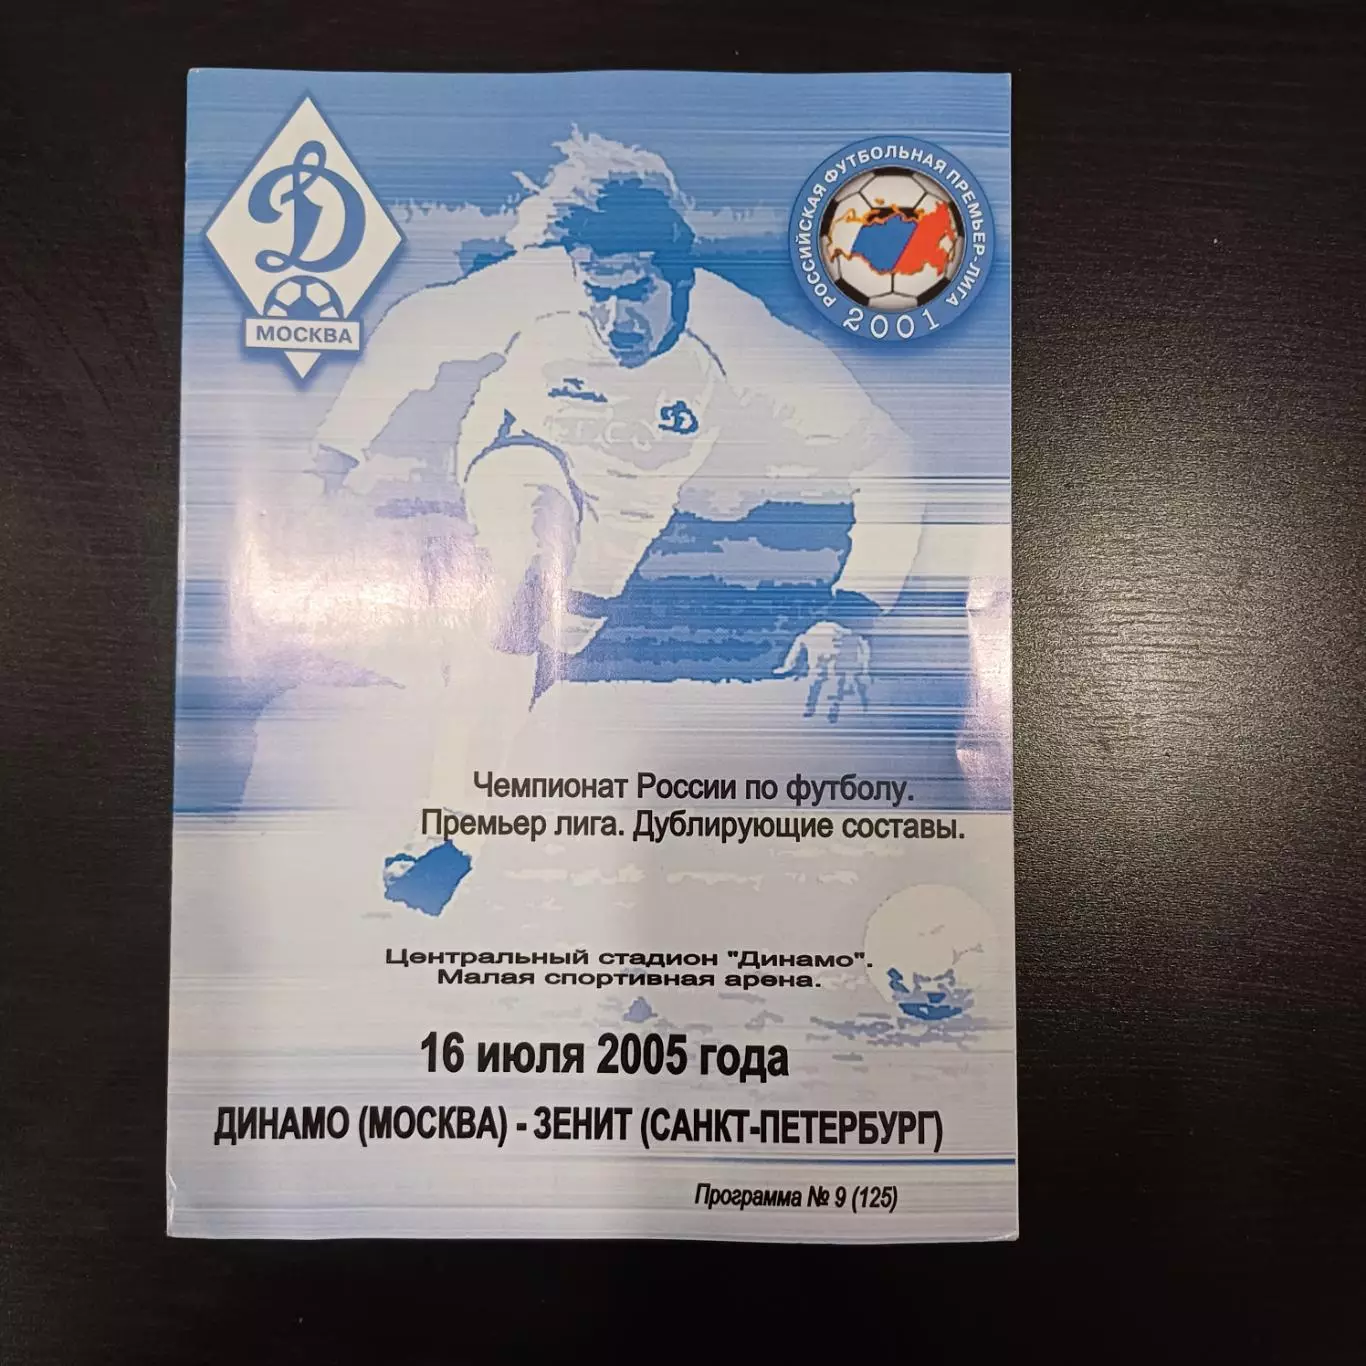 Д
МОСКВА
РОССИЙСКАЯ ФУТБОЛЬНАЯ ПРЕМЬЕР-ЛИГА
2001
Д
Чемпионат России по футболу.
Премьер лига. Дублирующие составы.
Центральный стадион "Динамо".
Малая спортивная арена.
16 июля 2005 года
ДИНАМО (МОСКВА) - ЗЕНИТ (САНКТ-ПЕТЕРБУРГ)
Программа № 9 (125)